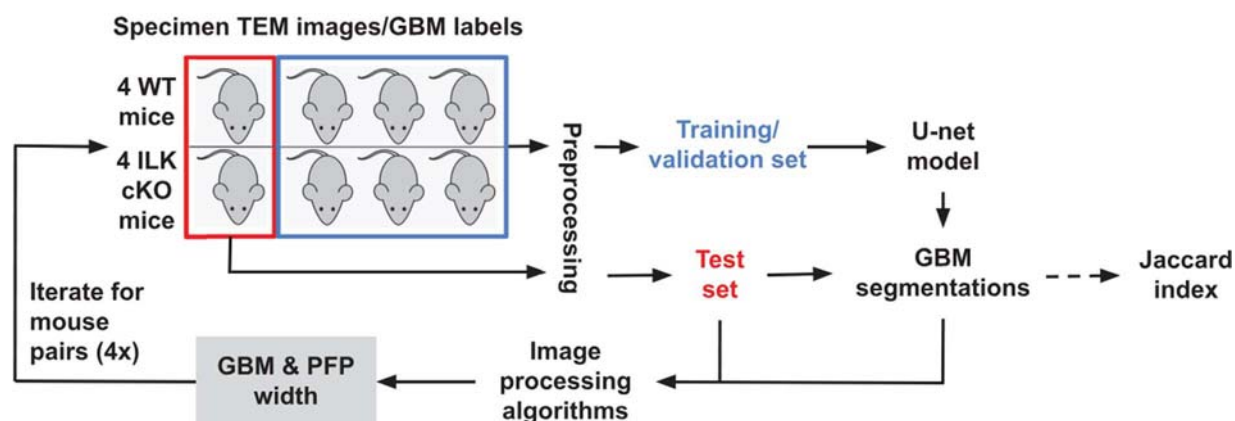 Specimen TEM images/GBM labels
4 WT
mice
4 ILK
cKO
mice
Preprocessing
Training/
validation set
U-net
model
Test
set
GBM
segmentations
Jaccard
index
Iterate for
mouse
pairs (4x)
GBM & PFP
width
Image
processing
algorithms